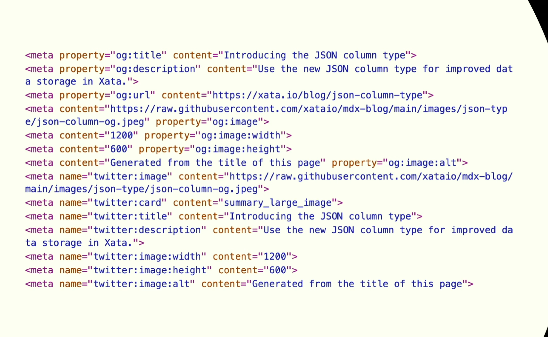 <meta property="og:title" content="Introducing the JSON column type">
<meta property="og:description" content="Use the new JSON column type for improved dat
a storage in Xata.">
<meta property="og:url" content="https://xata.io/blog/json-column-type">
<meta content="https://raw.githubusercontent.com/xataio/mdx-blog/main/images/json-typ
e/json-column-og.jpeg" property="og:image">
<meta content="1200" property="og:image:width">
<meta content="600" property="og:image:height">
<meta content="Generated from the title of this page" property="og:image:alt">
<meta name="twitter:image" content="https://raw.githubusercontent.com/xataio/mdx-blog/
main/images/json-type/json-column-og.jpeg">
<meta name="twitter:card" content="summary_large_image">
<meta name="twitter:title" content="Introducing the JSON column type">
<meta name="twitter:description" content="Use the new JSON column type for improved da
ta storage in Xata.">
<meta name="twitter:image:width" content="1200">
<meta name="twitter:image:height" content="600">
<meta name="twitter:image:alt" content="Generated from the title of this page">